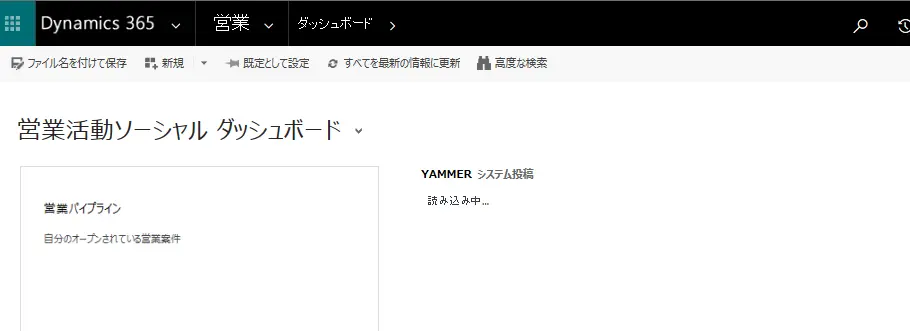 Dynamics 365 営業 ダッシュボード
ファイル名を付けて保存 新規 既定として設定 すべてを最新の情報に更新 高度な検索
営業活動ソーシャル ダッシュボード
YAMMER システム投稿
読み込み中...
営業パイプライン
自分のオープンされている営業案件